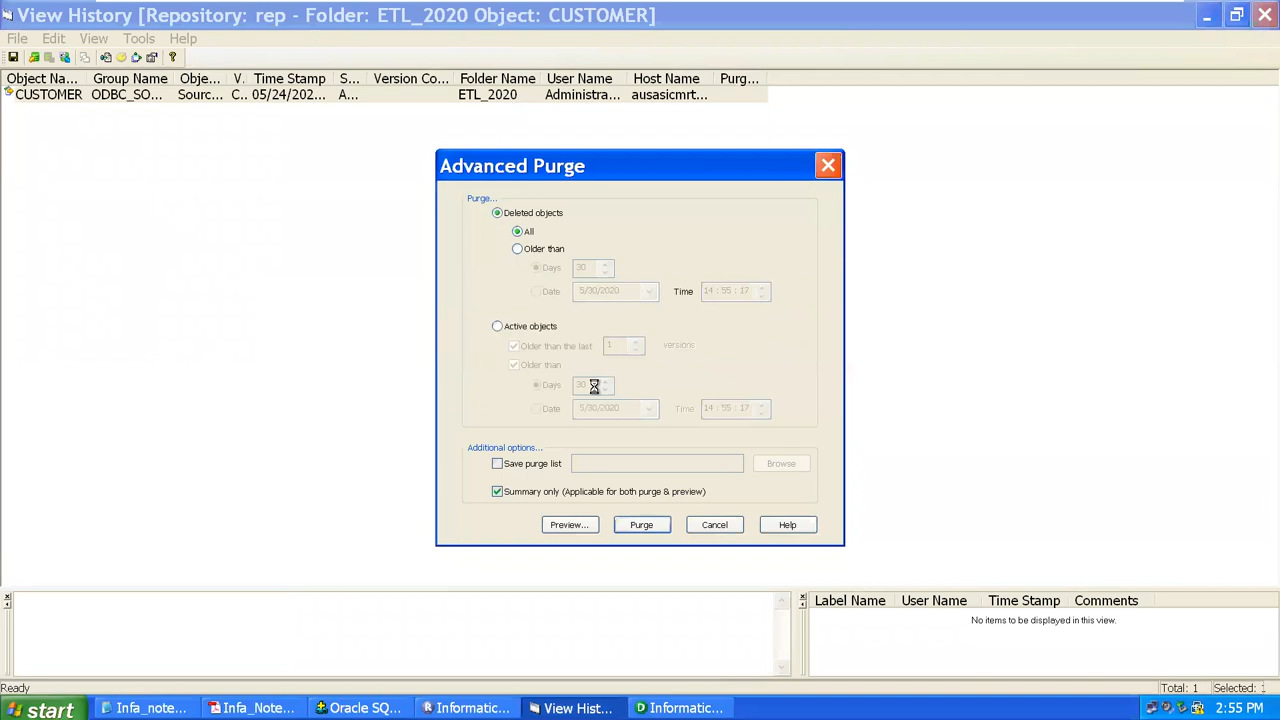 View History [Repository: rep - Folder: ETL_2020 Object: CUSTOMER]
File Edit View Tools Help
Object Na... Group Name Obje... V. Time Stamp S... Version Co... Folder Name User Name Host Name Purg...
CUSTOMER ODBC_SO... Sourc... C.. 05/24/202... A... ETL_2020 Administra... ausasicmrt...
Advanced Purge
Purge...
Deleted objects
All
Older than
Days 30
Date 5/30/2020 Time 14 : 55 : 17
Active objects
Older than the last 1 versions
Older than
Days 30
Date 5/30/2020 Time 14 : 55 : 17
Additional options...
Save purge list Browse
Summary only (Applicable for both purge & preview)
Preview... Purge Cancel Help
Label Name User Name Time Stamp Comments
No items to be displayed in this view.
Ready Total: 1 Selected: 1
start Infa_note... Infa_Note... Oracle SQ... Informatic... View Hist... Informatic... 2:55 PM